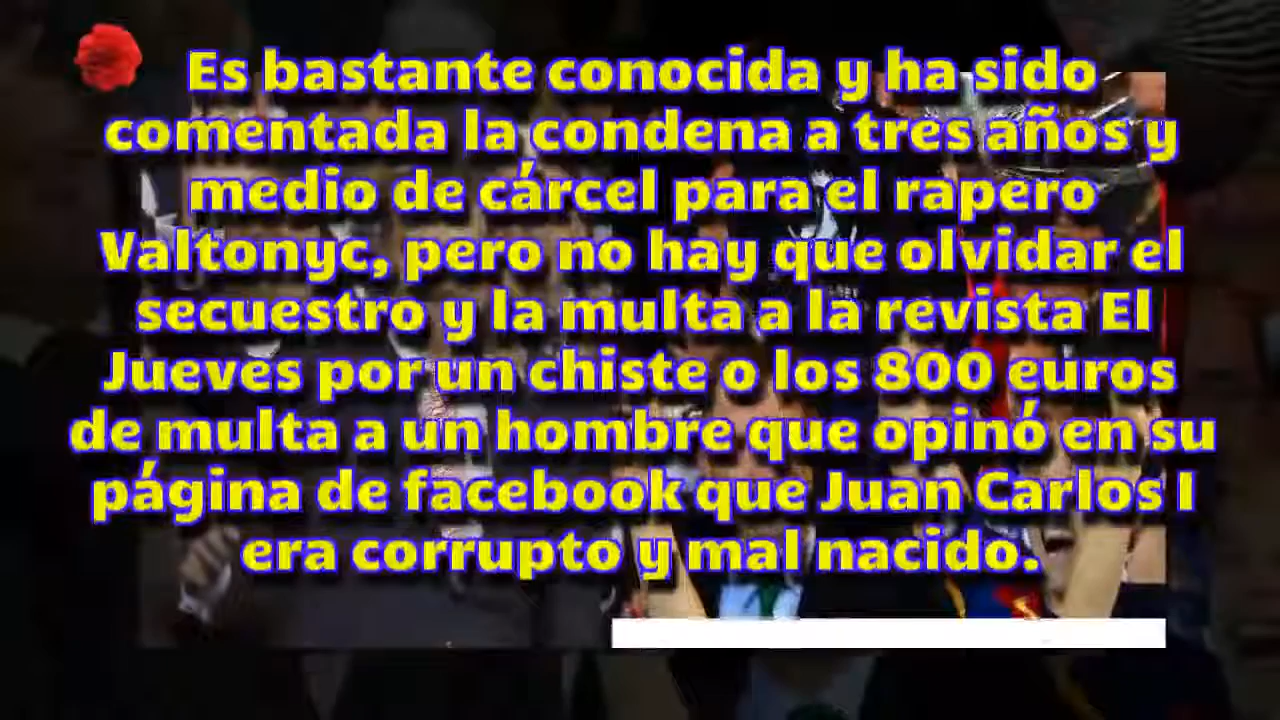 Es bastante conocida y ha sido
comentada la condena a tres años y
medio de cárcel para el rapero
Valtonyc, pero no hay que olvidar el
secuestro y la multa a la revista El
Jueves por un chiste o los 800 euros
de multa a un hombre que opinó en su
página de facebook que Juan Carlos I
era corrupto y mal nacido.